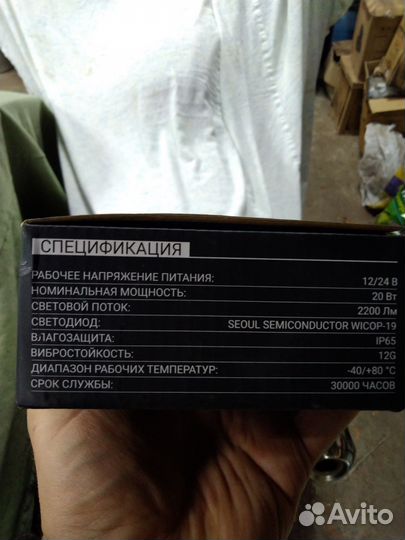 СПЕЦИФИКАЦИЯ
РАБОЧЕЕ НАПРЯЖЕНИЕ ПИТАНИЯ: 12/24 В
НОМИНАЛЬНАЯ МОЩНОСТЬ: 20 Вт
СВЕТОВОЙ ПОТОК: 2200 Лм
СВЕТОДИОД: SEOUL SEMICONDUCTOR WICOP-19
ВЛАГОЗАЩИТА: IP65
ВИБРОСТОЙКОСТЬ: 12G
ДИАПАЗОН РАБОЧИХ ТЕМПЕРАТУР: -40/+80 °C
СРОК СЛУЖБЫ: 30000 ЧАСОВ
Avito